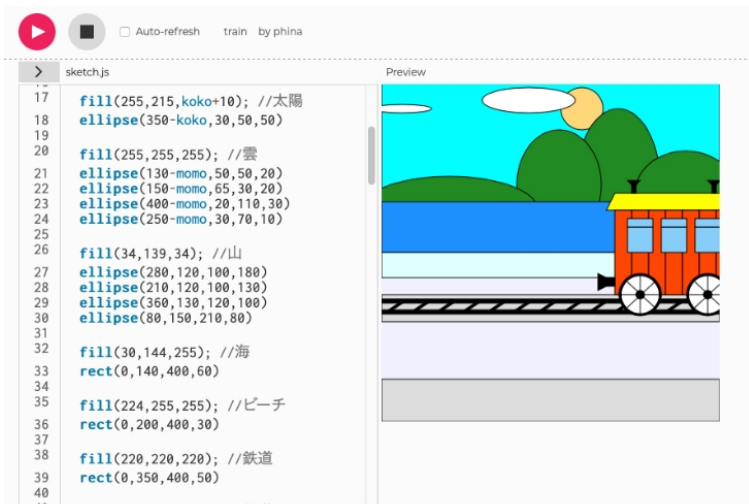 Auto-refresh train by phina
> sketch.js Preview
17 fill(255,215,koko+10); //太陽
18 ellipse(350-koko,30,50,50)
19
20 fill(255,255,255); //雲
21 ellipse(130-momo,50,50,20)
22 ellipse(150-momo,65,30,20)
23 ellipse(400-momo,20,110,30)
24 ellipse(250-momo,30,70,10)
25
26 fill(34,139,34); //山
27 ellipse(280,120,100,180)
28 ellipse(210,120,100,130)
29 ellipse(360,130,120,100)
30 ellipse(80,150,210,80)
31
32 fill(30,144,255); //海
33 rect(0,140,400,60)
34
35 fill(224,255,255); //ビーチ
36 rect(0,200,400,30)
37
38 fill(220,220,220); //鉄道
39 rect(0,350,400,50)
40